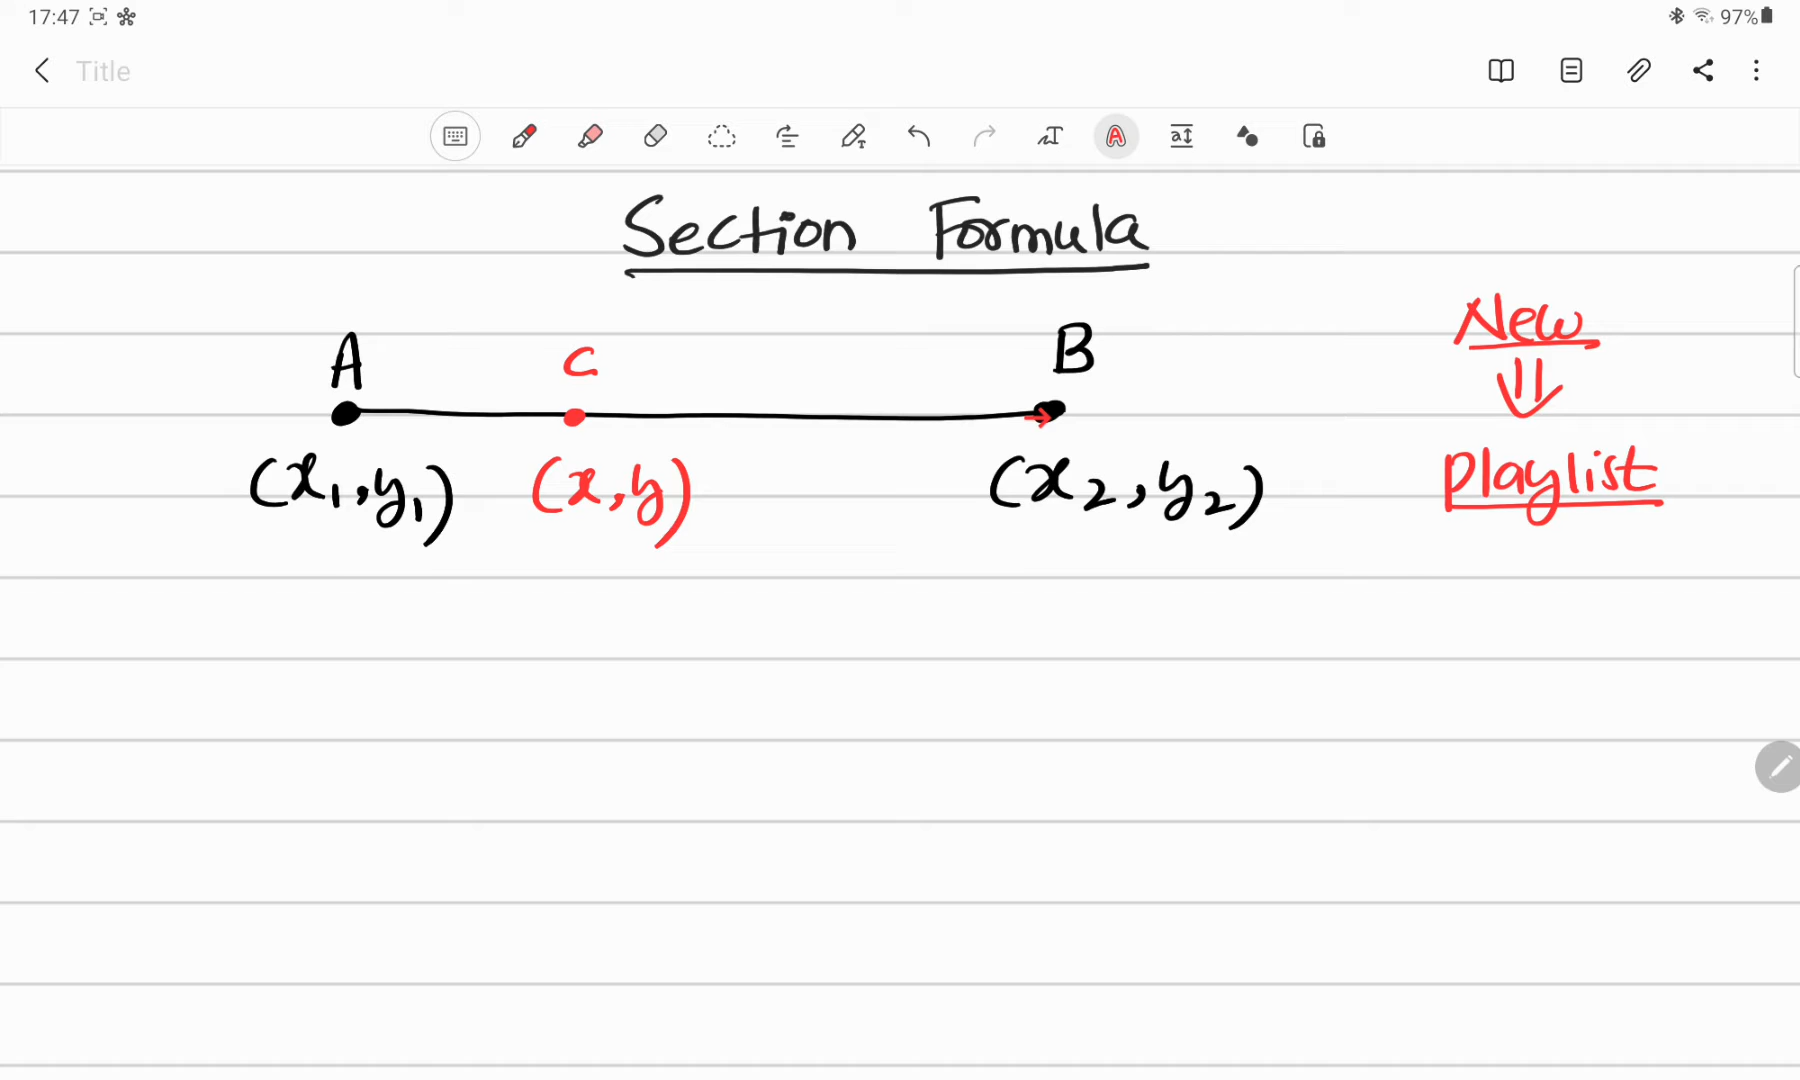 17:47 97%
Title
Section Formula
A C B
(x₁,y₁) (x,y) (x₂,y₂)
New
playlist